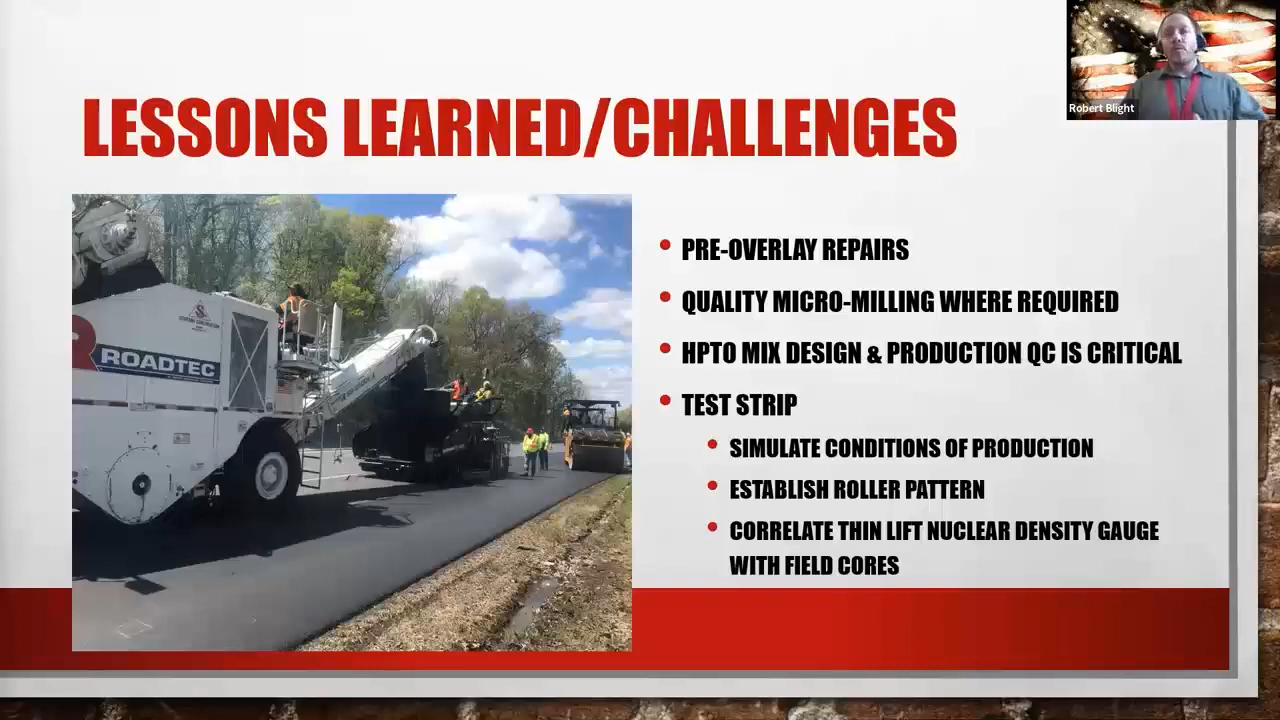 Robert Blight
LESSONS LEARNED/CHALLENGES
ROADTEC
PRE-OVERLAY REPAIRS
QUALITY MICRO-MILLING WHERE REQUIRED
HPTO MIX DESIGN & PRODUCTION QC IS CRITICAL
TEST STRIP
SIMULATE CONDITIONS OF PRODUCTION
ESTABLISH ROLLER PATTERN
CORRELATE THIN LIFT NUCLEAR DENSITY GAUGE
WITH FIELD CORES